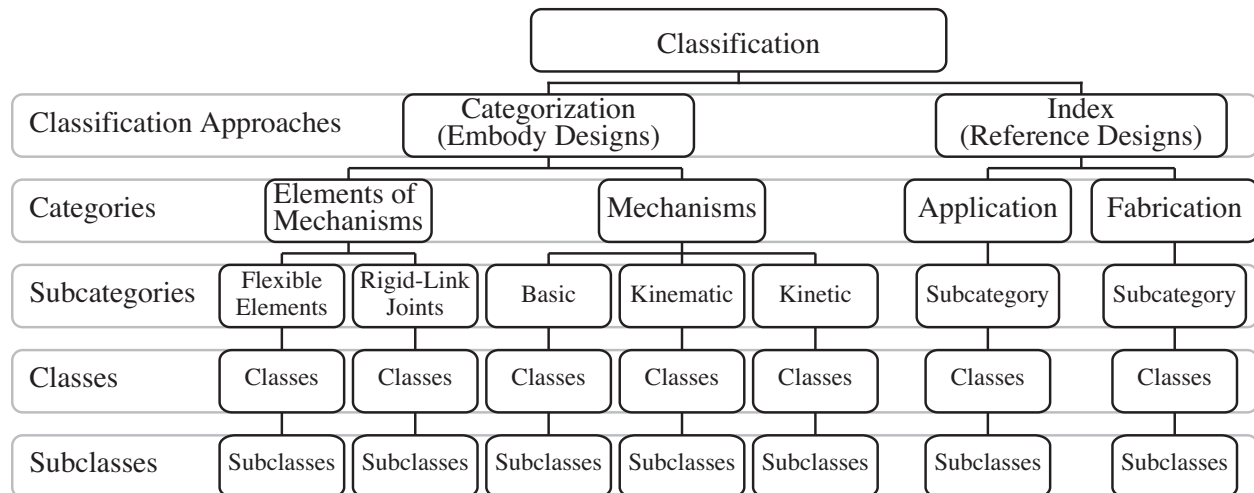 Classification
Classification Approaches
Categorization
(Embody Designs)
Index
(Reference Designs)
Categories
Elements of
Mechanisms
Mechanisms
Application
Fabrication
Subcategories
Flexible
Elements
Rigid-Link
Joints
Basic
Kinematic
Kinetic
Subcategory
Subcategory
Classes
Classes
Classes
Classes
Classes
Classes
Classes
Classes
Subclasses
Subclasses
Subclasses
Subclasses
Subclasses
Subclasses
Subclasses
Subclasses